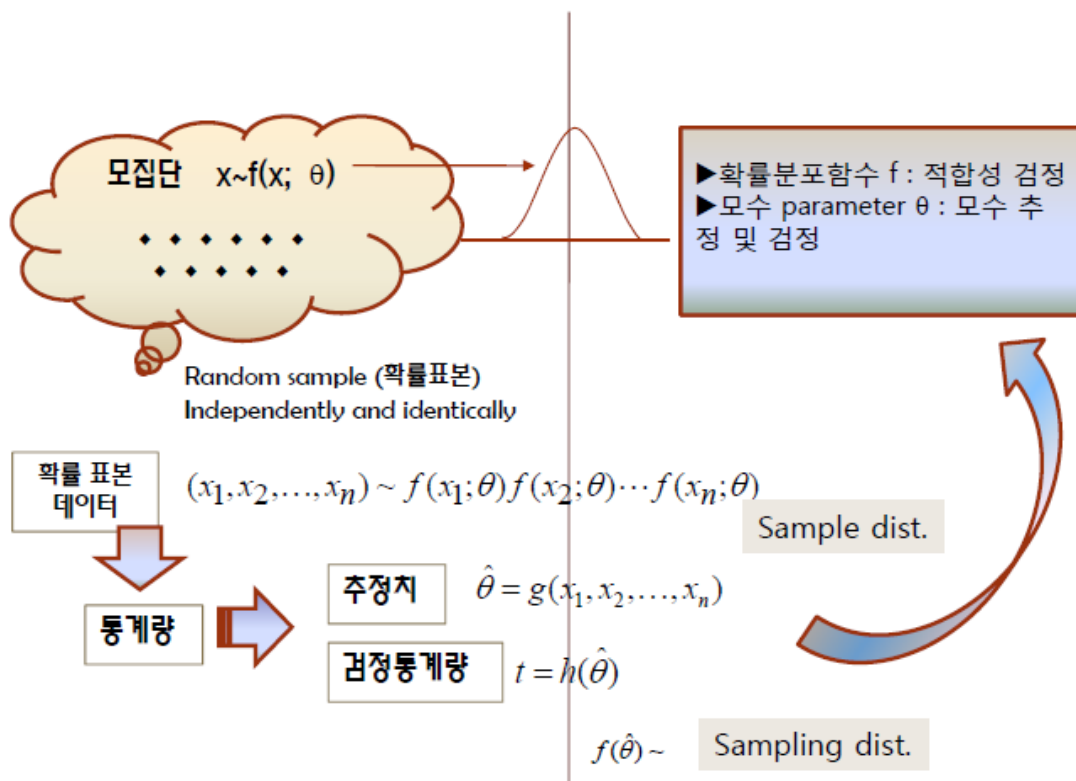 모집단 x~f(x; θ)
▶확률분포함수 f : 적합성 검정
▶모수 parameter θ : 모수 추
정 및 검정
Random sample (확률표본)
Independently and identically
확률 표본
데이터
(x₁,x₂,…,xₙ) ~ f(x₁;θ)f(x₂;θ)⋯f(xₙ;θ)
Sample dist.
통계량
추정치
θ̂ = g(x₁,x₂,…,xₙ)
검정통계량
t = h(θ̂)
f(θ̂) ~
Sampling dist.